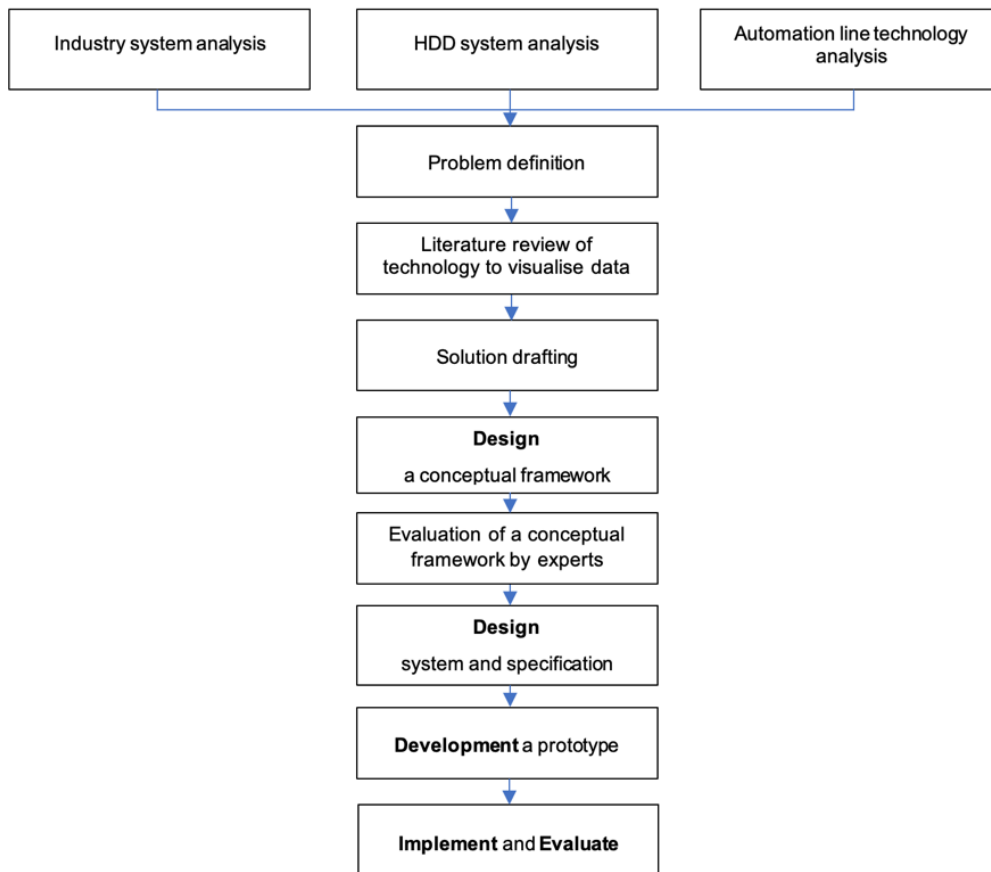 Industry system analysis
HDD system analysis
Automation line technology
analysis
Problem definition
Literature review of
technology to visualise data
Solution drafting
Design
a conceptual framework
Evaluation of a conceptual
framework by experts
Design
system and specification
Development a prototype
Implement and Evaluate